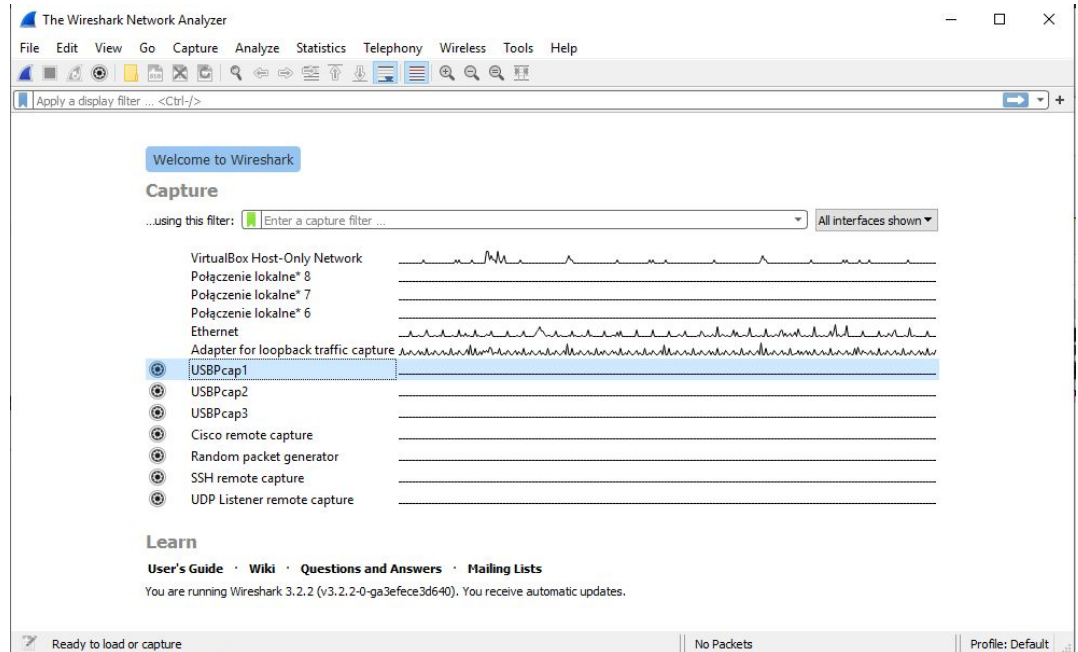 The Wireshark Network Analyzer
File Edit View Go Capture Analyze Statistics Telephony Wireless Tools Help
Apply a display filter ... <Ctrl-/>
Welcome to Wireshark
Capture
...using this filter: Enter a capture filter ... All interfaces shown
VirtualBox Host-Only Network
Połączenie lokalne* 8
Połączenie lokalne* 7
Połączenie lokalne* 6
Ethernet
Adapter for loopback traffic capture
USBPcap1
USBPcap2
USBPcap3
Cisco remote capture
Random packet generator
SSH remote capture
UDP Listener remote capture
Learn
User's Guide · Wiki · Questions and Answers · Mailing Lists
You are running Wireshark 3.2.2 (v3.2.2-0-ga3efece3d640). You receive automatic updates.
Ready to load or capture No Packets Profile: Default